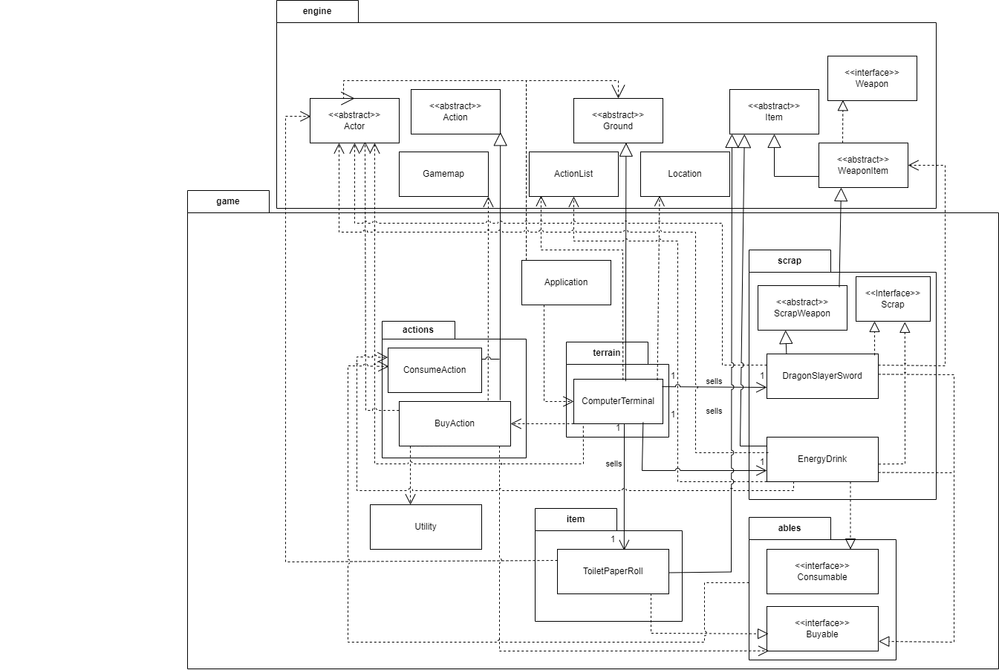 engine
<<interface>>
Weapon
<<abstract>>
Actor
<<abstract>>
Action
<<abstract>>
Ground
<<abstract>>
Item
<<abstract>>
WeaponItem
Gamemap
ActionList
Location
game
scrap
Application
<<abstract>>
ScrapWeapon
<<Interface>>
Scrap
actions
terrain
ConsumeAction
1
sells
1
DragonSlayerSword
ComputerTerminal
BuyAction
1
sells
1
sells
1
EnergyDrink
Utility
item
ables
1
ToiletPaperRoll
<<interface>>
Consumable
<<interface>>
Buyable